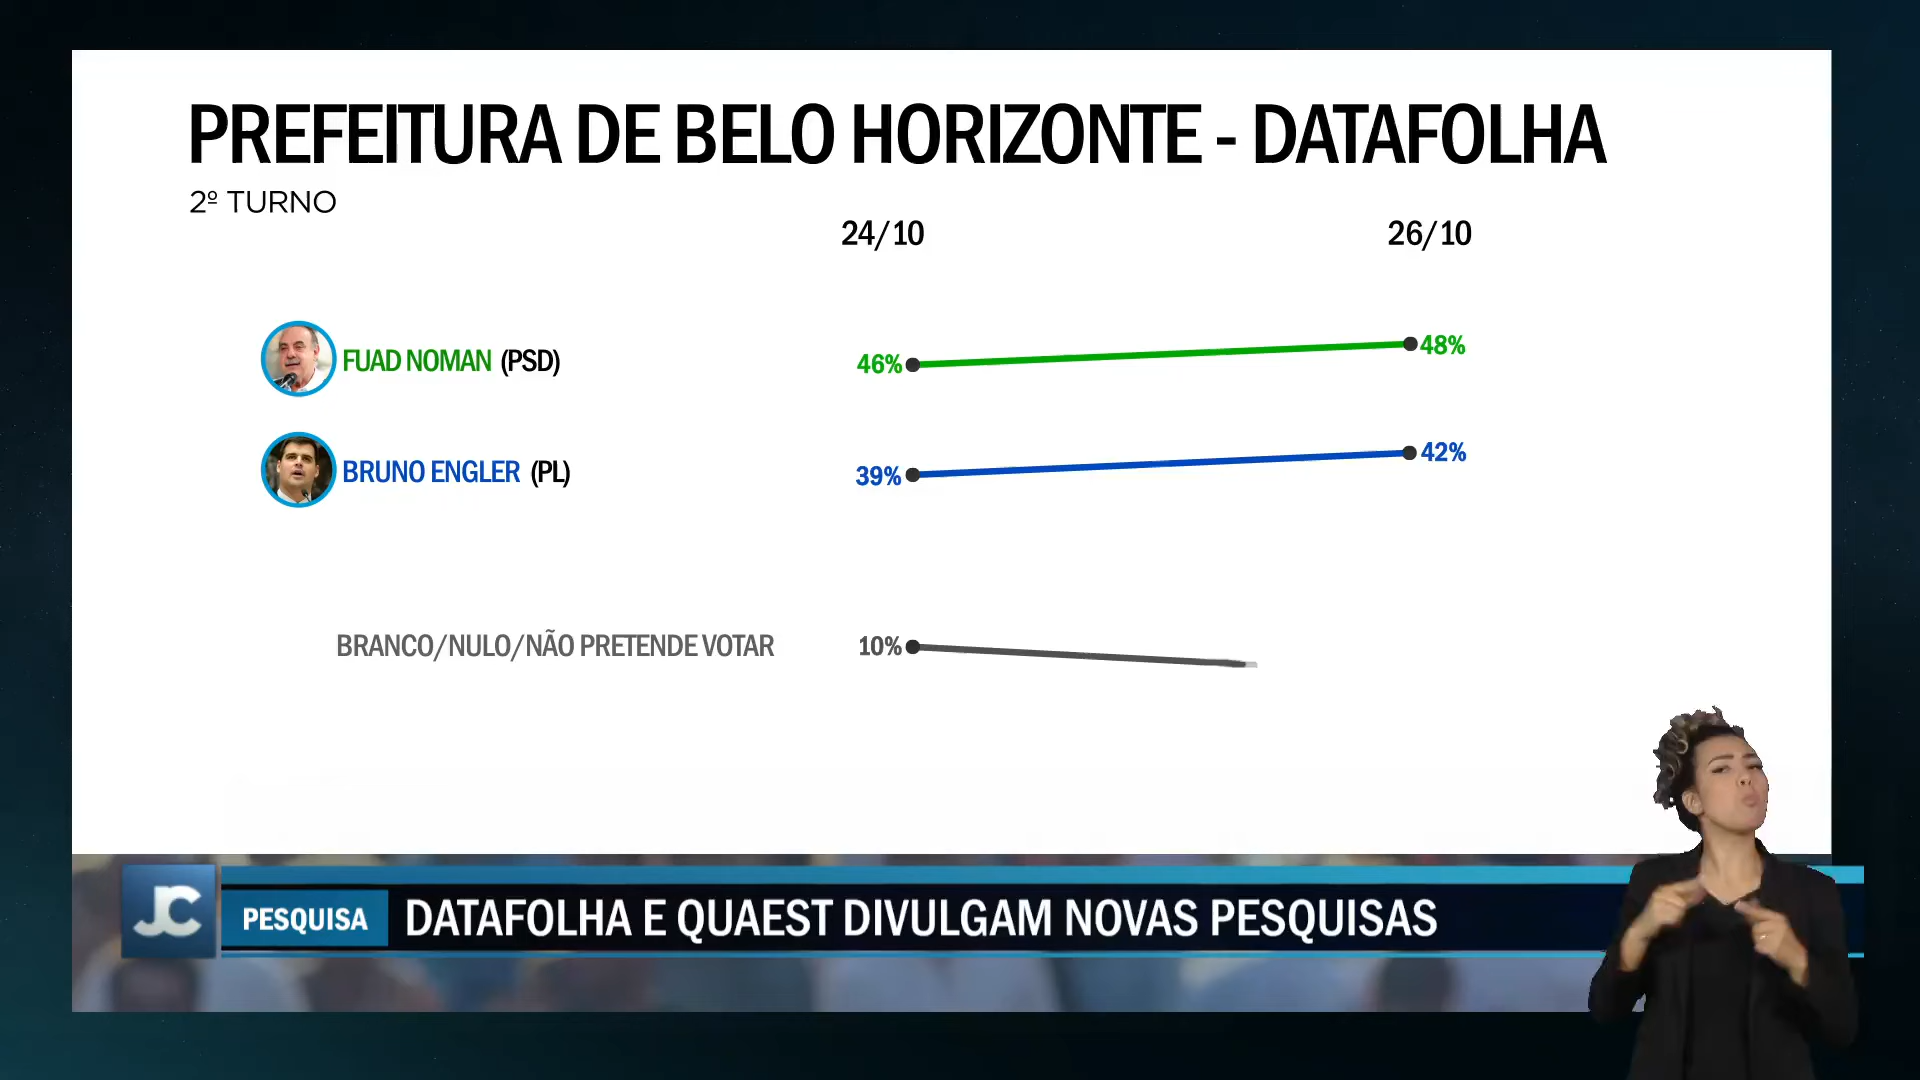 PREFEITURA DE BELO HORIZONTE - DATAFOLHA
2º TURNO
24/10 26/10
FUAD NOMAN (PSD) 46% 48%
BRUNO ENGLER (PL) 39% 42%
BRANCO/NULO/NÃO PRETENDE VOTAR 10%
JC PESQUISA DATAFOLHA E QUAEST DIVULGAM NOVAS PESQUISAS